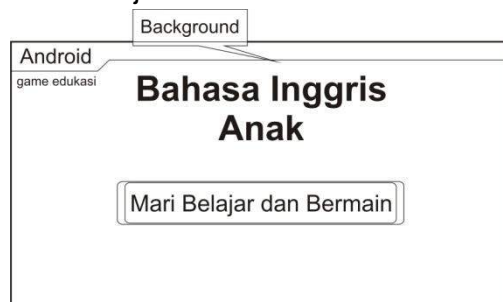 Background
Android
game edukasi
Bahasa Inggris
Anak
Mari Belajar dan Bermain